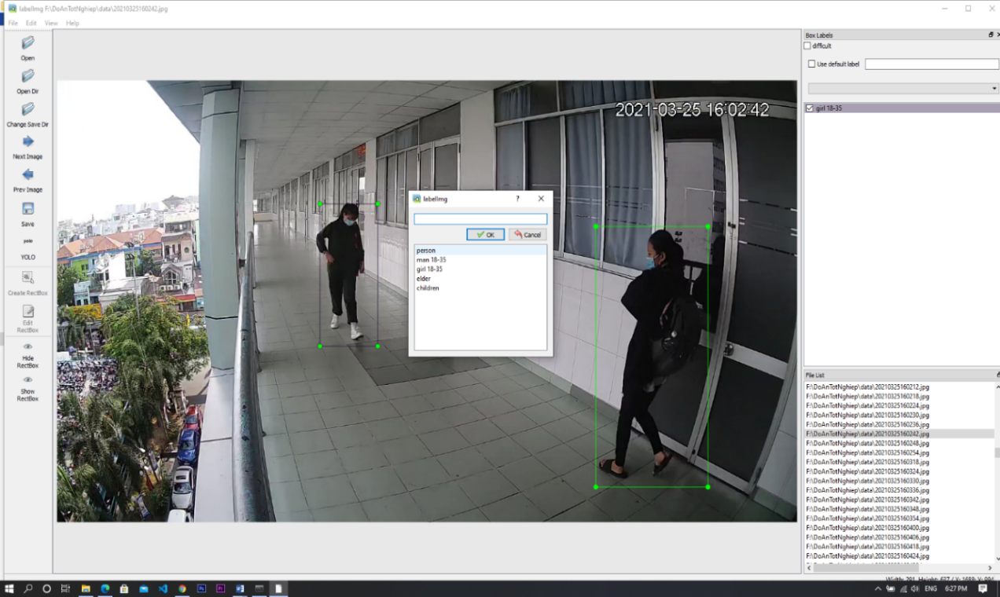 labelImg F:\DoAnTotNghiep\data\20210325160242.jpg
File Edit View Help
Open
Open Dir
Change Save Dir
Next Image
Prev Image
Save
yolo
YOLO
Create RectBox
Edit
RectBox
Hide
RectBox
Show
RectBox
2021-03-25 16:02:42
labelImg
?
OK
Cancel
person
man 18-35
girl 18-35
elder
children
Box Labels
difficult
Use default label
girl 18-35
File List
F:\DoAnTotNghiep\data\20210325160212.jpg
F:\DoAnTotNghiep\data\20210325160218.jpg
F:\DoAnTotNghiep\data\20210325160224.jpg
F:\DoAnTotNghiep\data\20210325160230.jpg
F:\DoAnTotNghiep\data\20210325160236.jpg
F:\DoAnTotNghiep\data\20210325160242.jpg
F:\DoAnTotNghiep\data\20210325160248.jpg
F:\DoAnTotNghiep\data\20210325160254.jpg
F:\DoAnTotNghiep\data\20210325160318.jpg
F:\DoAnTotNghiep\data\20210325160324.jpg
F:\DoAnTotNghiep\data\20210325160330.jpg
F:\DoAnTotNghiep\data\20210325160336.jpg
F:\DoAnTotNghiep\data\20210325160342.jpg
F:\DoAnTotNghiep\data\20210325160348.jpg
F:\DoAnTotNghiep\data\20210325160354.jpg
F:\DoAnTotNghiep\data\20210325160400.jpg
F:\DoAnTotNghiep\data\20210325160406.jpg
F:\DoAnTotNghiep\data\20210325160418.jpg
F:\DoAnTotNghiep\data\20210325160424.jpg
ENG 6:27 PM